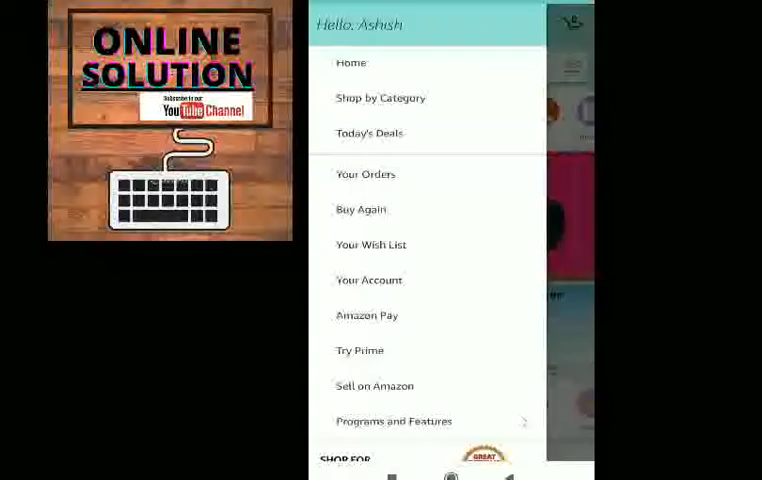 ONLINE
SOLUTION
Subscribe to our
YouTube Channel
Hello, Ashish
Home
Shop by Category
Today's Deals
Your Orders
Buy Again
Your Wish List
Your Account
Amazon Pay
Try Prime
Sell on Amazon
Programs and Features
SHOP FOR
GREAT